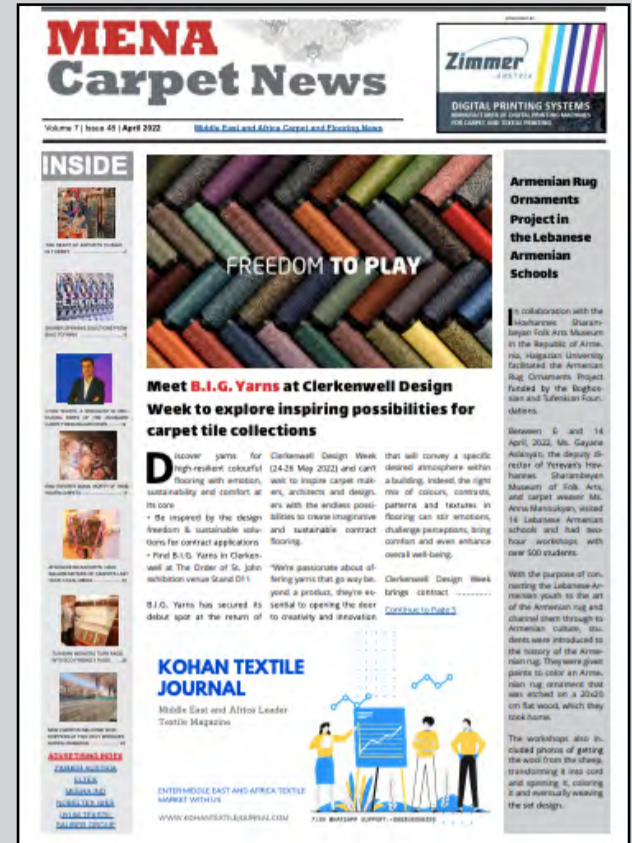 MENA
Carpet News
SPONSORED BY
Zimmer
AUSTRIA
DIGITAL PRINTING SYSTEMS
MANUFACTURER OF DIGITAL PRINTING MACHINES
FOR CARPET AND TEXTILE PRINTING
Volume 7 | Issue 48 | April 2022
Middle East and Africa Carpet and Flooring News
INSIDE
ADVERTISING INDEX
ZIMMER AUSTRIA
ELTEX
FREEDOM TO PLAY
Meet B.I.G. Yarns at Clerkenwell Design
Week to explore inspiring possibilities for
carpet tile collections
Discover yarns for
high-resilient colourful
flooring with emotion,
sustainability and comfort at
its core
• Be inspired by the design
freedom & sustainable solu-
tions for contract applications
• Find B.I.G. Yarns in Clerken-
well at The Order of St. John
exhibition venue Stand O11
B.I.G. Yarns has secured its
debut spot at the return of
Clerkenwell Design Week
(24-26 May 2022) and can't
wait to inspire carpet mak-
ers, architects and design-
ers with the endless possi-
bilities to create imaginative
and sustainable contract
flooring.
"We're passionate about of-
fering yarns that go way be-
yond a product, they're es-
sential to opening the door
to creativity and innovation
that will convey a specific
desired atmosphere within
a building. Indeed, the right
mix of colours, contrasts,
patterns and textures in
flooring can stir emotions,
challenge perceptions, bring
comfort and even enhance
overall well-being.
Clerkenwell Design Week
brings contract ............
Continue to Page 5
KOHAN TEXTILE
JOURNAL
Middle East and Africa Leader
Textile Magazine
ENTER MIDDLE EAST AND AFRICA TEXTILE
MARKET WITH US
WWW.KOHANTEXTILEJOURNAL.COM
Armenian Rug
Ornaments
Project in
the Lebanese
Armenian
Schools
In collaboration with the
Hovhannes Sharam-
beyan Folk Arts Museum
in the Republic of Arme-
nia, Haigazian University
facilitated the Armenian
Rug Ornaments Project
funded by the Boghos-
sian and Tufenkian Foun-
dations.
Between 6 and 14
April, 2022, Ms. Gayane
Aslanyan, the deputy di-
rector of Yerevan's Hov-
hannes Sharambeyan
Museum of Folk Arts,
and carpet weaver Ms.
Anna Mansukyan, visited
14 Lebanese Armenian
schools and had two-
hour workshops with
over 500 students.
With the purpose of con-
necting the Lebanese-Ar-
menian youth to the art
of the Armenian rug and
channel them through to
Armenian culture, stu-
dents were introduced to
the history of the Arme-
nian rug. They were given
paints to color an Arme-
nian rug ornament that
was etched on a 20x20
cm flat wood, which they
took home.
The workshops also in-
cluded photos of getting
the wool from the sheep,
transforming it into cord
and spinning it, coloring
it and eventually weaving
the set design.